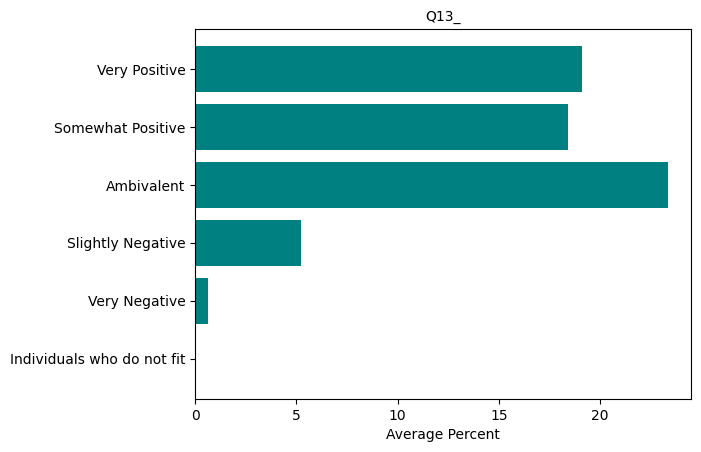 Q13_
Very Positive
Somewhat Positive
Ambivalent
Slightly Negative
Very Negative
Individuals who do not fit
0 5 10 15 20
Average Percent